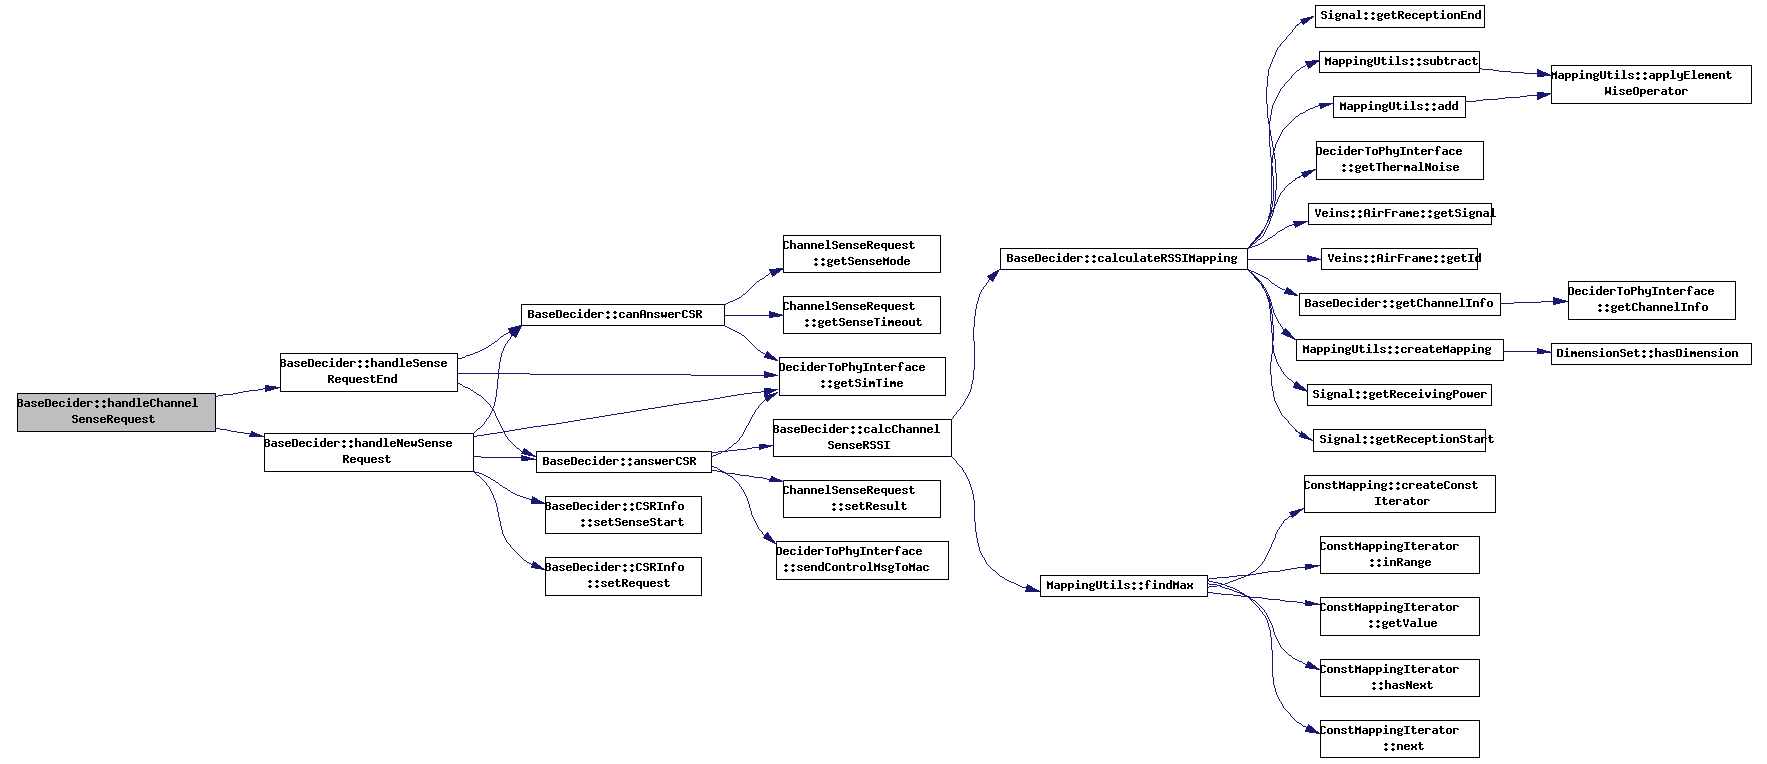 BaseDecider::handleChannel
SenseRequest
BaseDecider::handleSense
RequestEnd
BaseDecider::handleNewSense
Request
BaseDecider::canAnswerCSR
BaseDecider::answerCSR
BaseDecider::CSRInfo
::setSenseStart
BaseDecider::CSRInfo
::setRequest
ChannelSenseRequest
::getSenseMode
ChannelSenseRequest
::getSenseTimeout
DeciderToPhyInterface
::getSimTime
BaseDecider::calcChannel
SenseRSSI
ChannelSenseRequest
::setResult
DeciderToPhyInterface
::sendControlMsgToMac
BaseDecider::calculateRSSIMapping
MappingUtils::findMax
Signal::getReceptionEnd
MappingUtils::subtract
MappingUtils::add
DeciderToPhyInterface
::getThermalNoise
Veins::AirFrame::getSignal
Veins::AirFrame::getId
BaseDecider::getChannelInfo
MappingUtils::createMapping
Signal::getReceivingPower
Signal::getReceptionStart
ConstMapping::createConst
Iterator
ConstMappingIterator
::inRange
ConstMappingIterator
::getValue
ConstMappingIterator
::hasNext
ConstMappingIterator
::next
MappingUtils::applyElement
WiseOperator
DeciderToPhyInterface
::getChannelInfo
DimensionSet::hasDimension